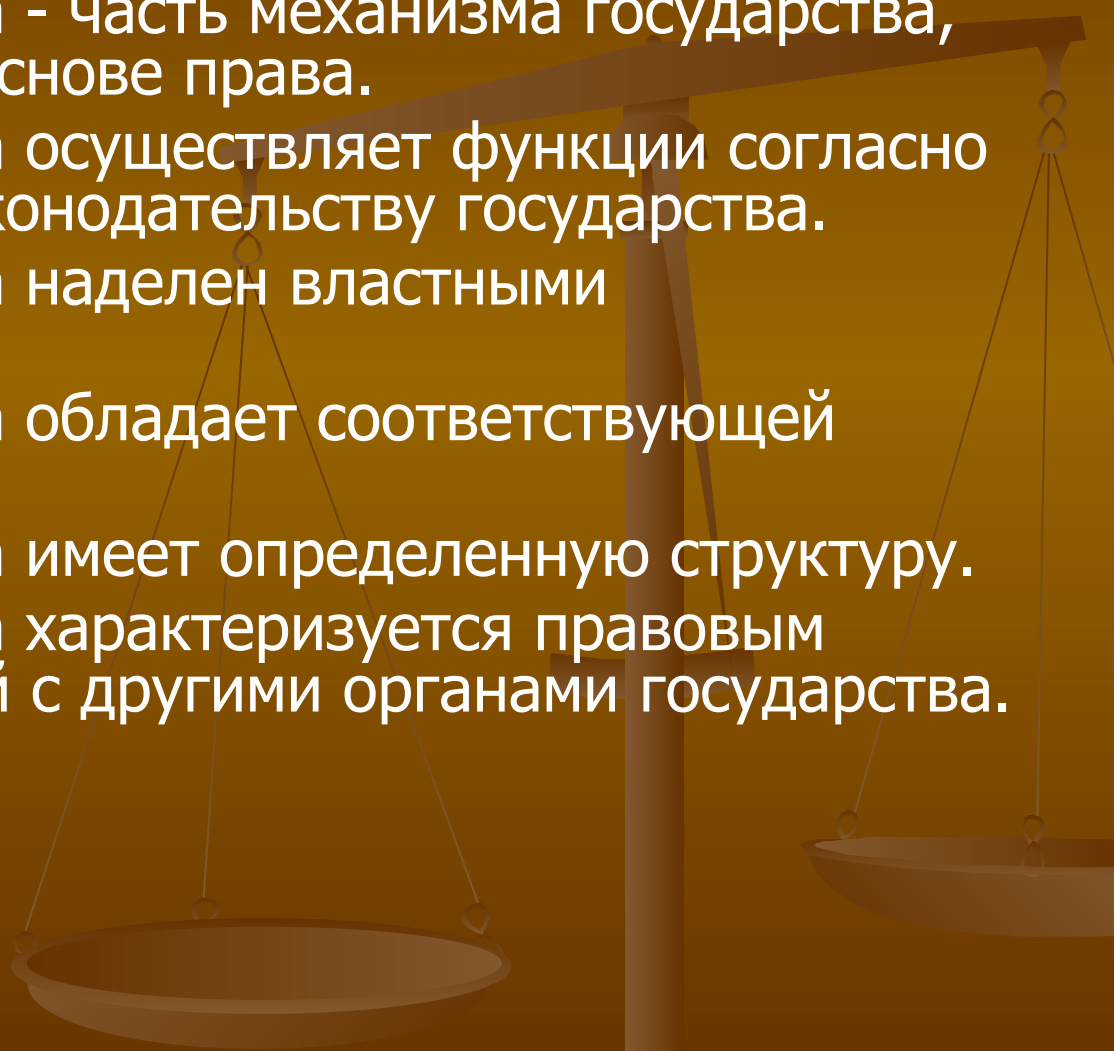 а - часть механизма государства,
снове права.
а осуществляет функции согласно
конодательству государства.
а наделен властными
а обладает соответствующей
а имеет определенную структуру.
а характеризуется правовым
й с другими органами государства.